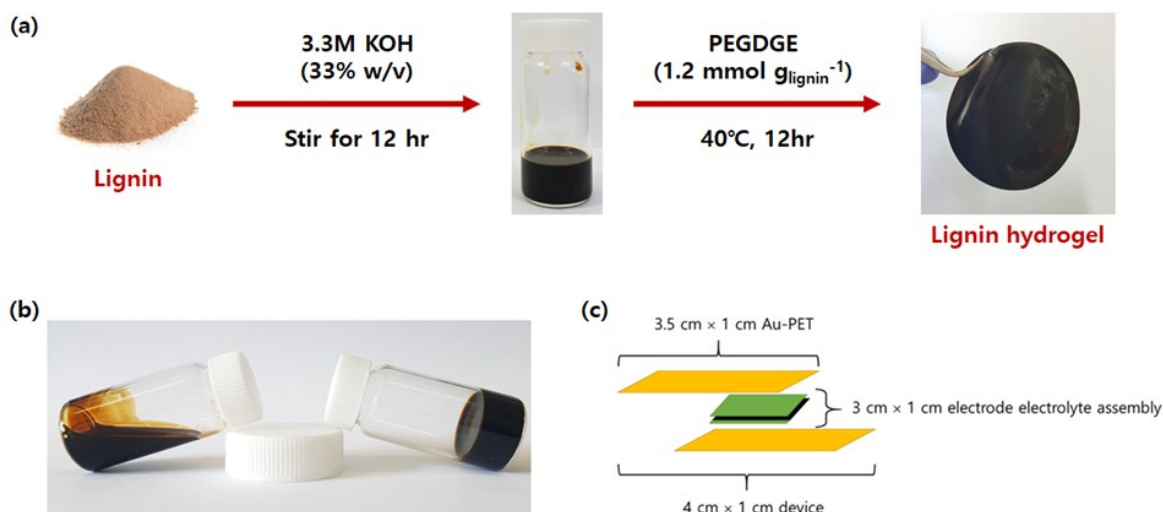 (a)
3.3M KOH
(33% w/v)
Stir for 12 hr
Lignin
PEGDGE
(1.2 mmol glignin-1)
40℃, 12hr
Lignin hydrogel
(b)
(c)
3.5 cm × 1 cm Au-PET
3 cm × 1 cm electrode electrolyte assembly
4 cm × 1 cm device